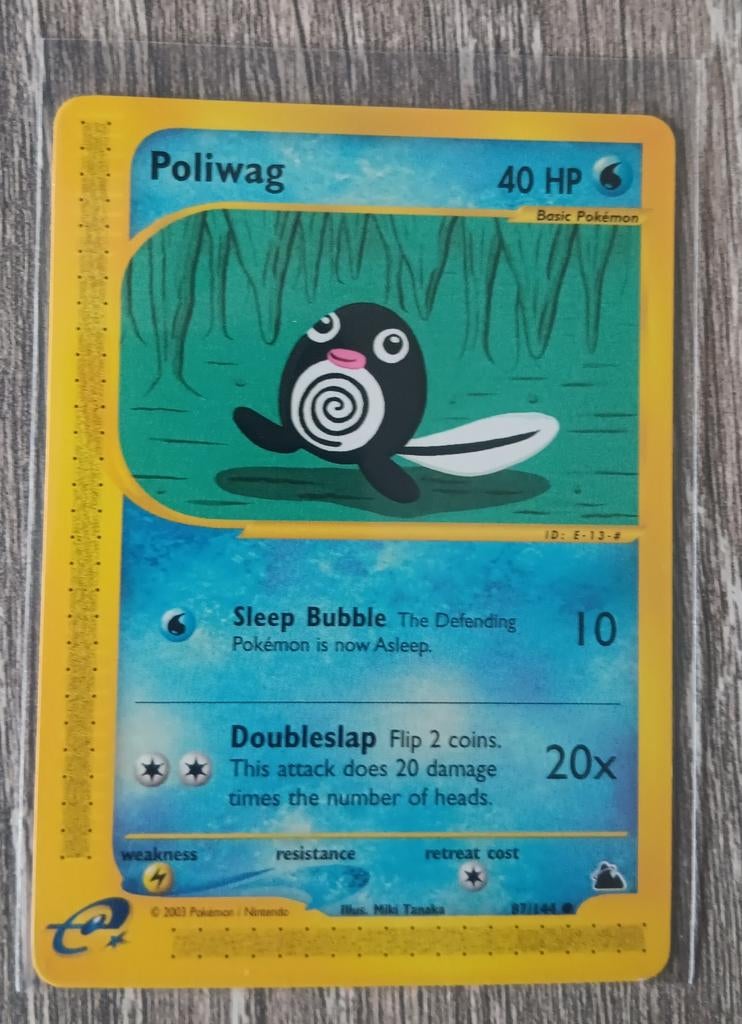 Poliwag
40 HP
Basic Pokémon
ID: E-13-#
Sleep Bubble The Defending
Pokémon is now Asleep.
10
Doubleslap Flip 2 coins.
This attack does 20 damage
times the number of heads.
20x
weakness resistance retreat cost
© 2003 Pokémon / Nintendo
Illus. Miki Tanaka
87/144
e